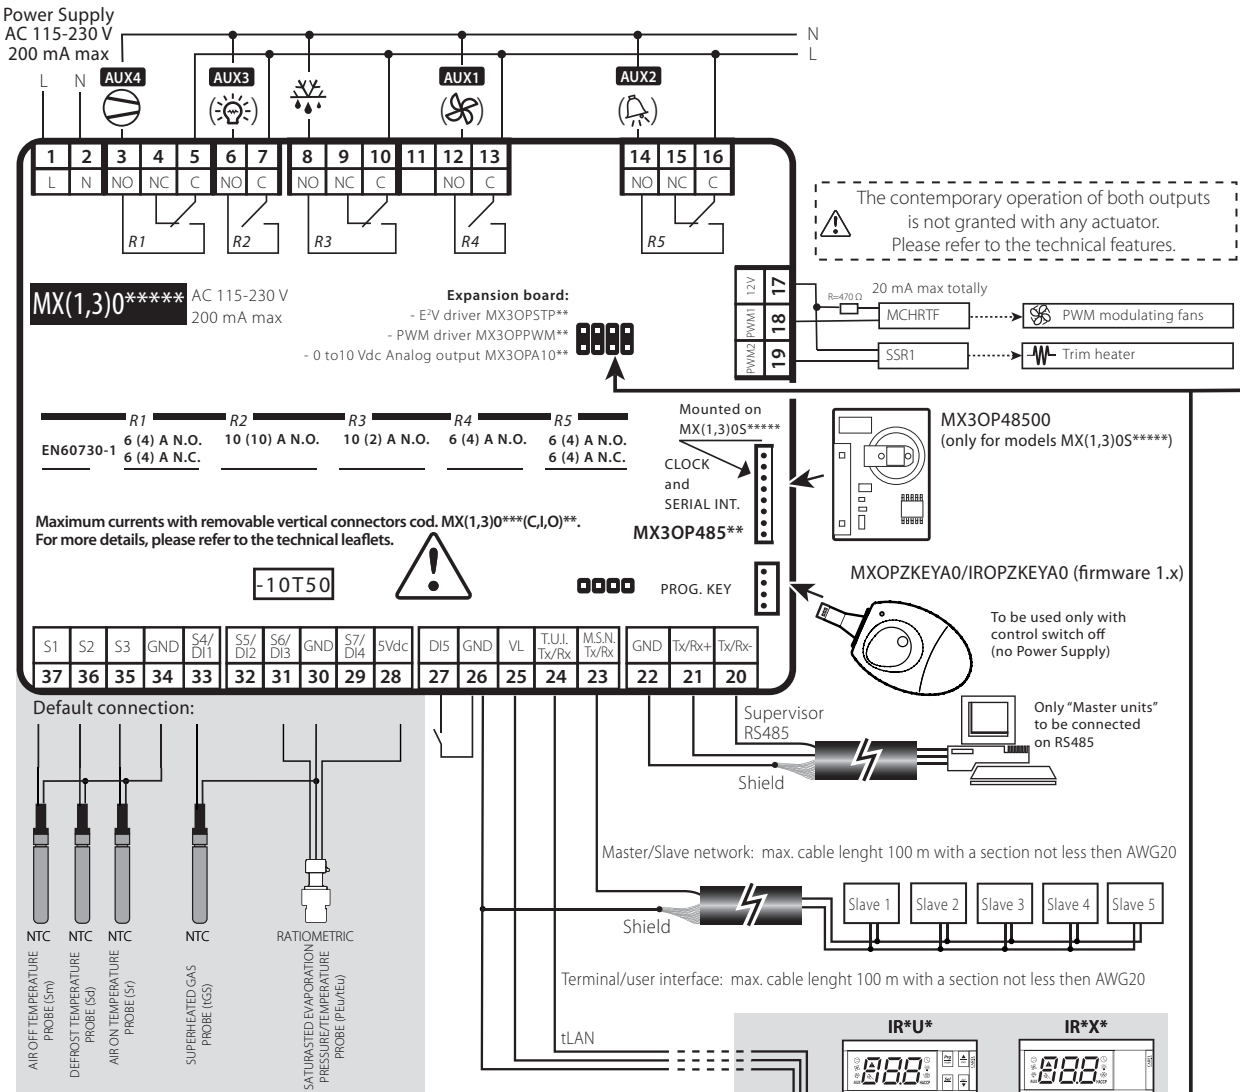 Power Supply
AC 115-230 V
200 mA max
N
L
L
N
AUX4
AUX3
AUX1
AUX2
1 2 3 4 5 6 7 8 9 10 11 12 13 14 15 16
L N NO NC C NO C NO NC C NO C NO NC C
R1
R2
R3
R4
R5
The contemporary operation of both outputs
is not granted with any actuator.
Please refer to the technical features.
MX(1,3)0*****
AC 115-230 V
200 mA max
Expansion board:
- E²V driver MX3OPSTP**
- PWM driver MX3OPPWM**
- 0 to10 Vdc Analog output MX3OPA10**
12 V 17
PWM1 18
PWM2 19
R=470 Ω
20 mA max totally
MCHRTF
PWM modulating fans
SSR1
Trim heater
R1 R2 R3 R4 R5
EN60730-1
6 (4) A N.O.
6 (4) A N.C.
10 (10) A N.O.
10 (2) A N.O.
6 (4) A N.O.
6 (4) A N.O.
6 (4) A N.C.
Mounted on
MX(1,3)0S*****
CLOCK
and
SERIAL INT.
MX3OP485**
MX3OP48500
(only for models MX(1,3)0S*****)
Maximum currents with removable vertical connectors cod. MX(1,3)0***(C,I,O)**.
For more details, please refer to the technical leaflets.
-10T50
PROG. KEY
MXOPZKEYA0/IROPZKEYA0 (firmware 1.x)
To be used only with
control switch off
(no Power Supply)
S1 S2 S3 GND S4/DI1 S5/DI2 S6/DI3 GND S7/DI4 5Vdc DI5 GND VL T.U.I. Tx/Rx M.S.N. Tx/Rx GND Tx/Rx+ Tx/Rx-
37 36 35 34 33 32 31 30 29 28 27 26 25 24 23 22 21 20
Default connection:
Supervisor
RS485
Shield
Only “Master units”
to be connected
on RS485
Master/Slave network: max. cable lenght 100 m with a section not less then AWG20
Shield
Slave 1
Slave 2
Slave 3
Slave 4
Slave 5
NTC
NTC
NTC
NTC
RATIOMETRIC
AIR OFF TEMPERATURE
PROBE (Sm)
DEFROST TEMPERATURE
PROBE (Sd)
AIR ON TEMPERATURE
PROBE (Sr)
SUPERHEATED GAS
PROBE (tGS)
SATURASTED EVAPORATION
PRESSURE/TEMPERATURE
PROBE (PEu/tEu)
Terminal/user interface: max. cable lenght 100 m with a section not less then AWG20
tLAN
IR*U*
IR*X*
888
888